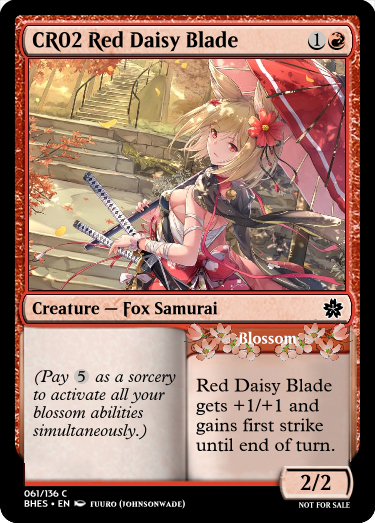 CR02 Red Daisy Blade 1
Creature — Fox Samurai
Blossom
(Pay 5 as a sorcery
to activate all your
blossom abilities
simultaneously.)
Red Daisy Blade
gets +1/+1 and
gains first strike
until end of turn.
2/2
061/136 C
BHES • EN FUURO (JOHNSONWADE)
NOT FOR SALE